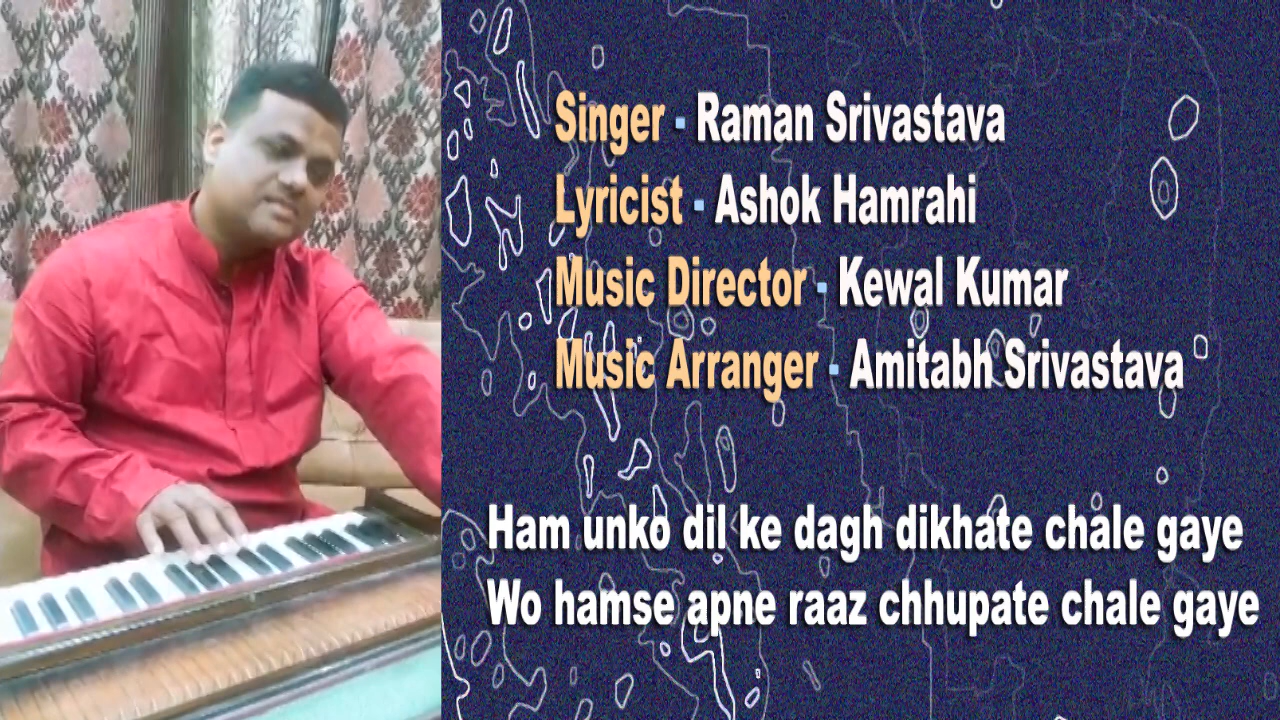 Singer - Raman Srivastava
Lyricist - Ashok Hamrahi
Music Director - Kewal Kumar
Music Arranger - Amitabh Srivastava
Ham unko dil ke dagh dikhate chale gaye
Wo hamse apne raaz chhupate chale gaye